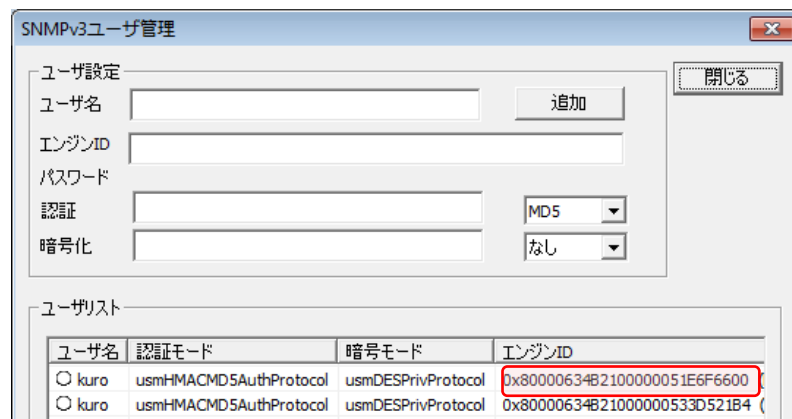 SNMPv3ユーザ管理
ユーザ設定
閉じる
ユーザ名
追加
エンジンID
パスワード
認証
MD5
暗号化
なし
ユーザリスト
ユーザ名 認証モード 暗号モード エンジンID
kuro usmHMACMD5AuthProtocol usmDESPrivProtocol 0x80000634B2100000051E6F6600 (
kuro usmHMACMD5AuthProtocol usmDESPrivProtocol 0x80000634B2100000533D521B4 (